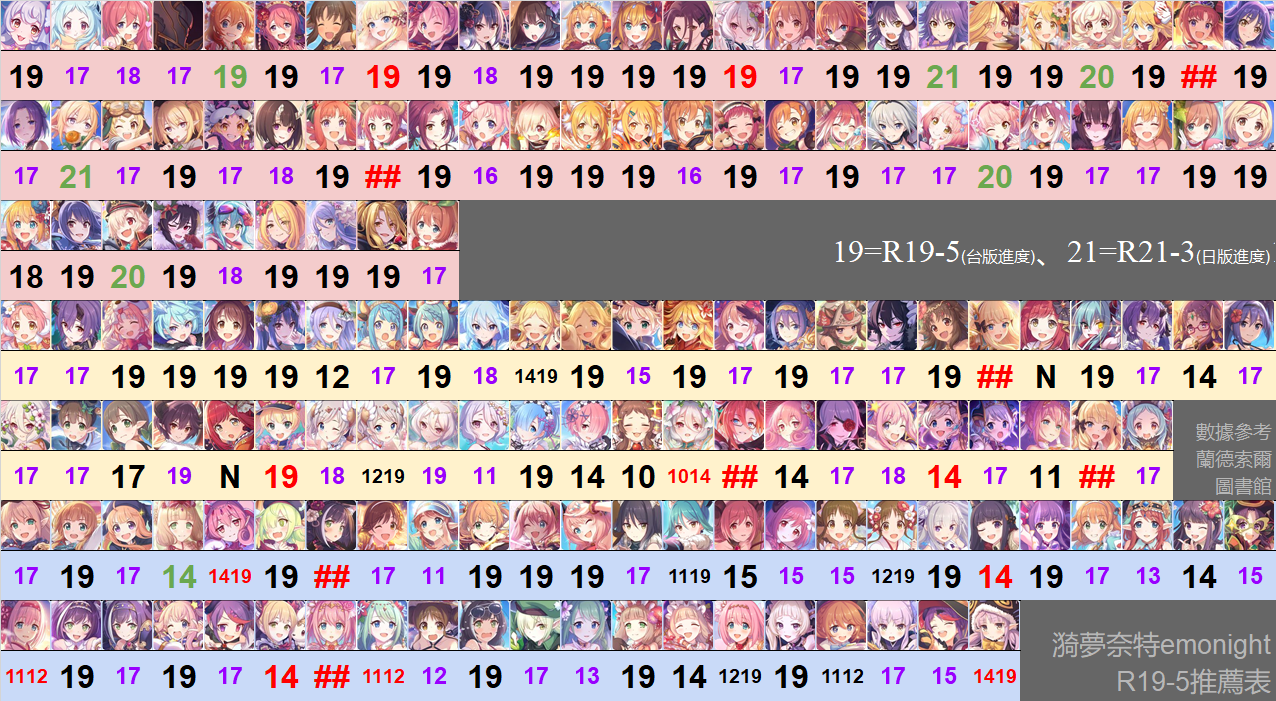 19 17 18 17 19 19 17 19 19 18 19 19 19 19 19 17 19 19 21 19 19 20 19 ## 19
17 21 17 19 17 18 19 ## 19 16 19 19 19 16 19 17 19 17 17 20 19 17 17 19 19
19=R19-5(台版進度)、21=R21-3(日版進度)
18 19 20 19 18 19 19 19 17
17 17 19 19 19 19 12 17 19 18 1419 19 15 19 17 19 17 17 19 ## N 19 17 14 17
數據參考
蘭德索爾
圖書館
17 17 17 19 N 19 18 1219 19 11 19 14 10 1014 ## 14 17 18 14 17 11 ## 17
17 19 17 14 1419 19 ## 17 11 19 19 19 17 1119 15 15 15 1219 19 14 19 17 13 14 15
漪夢奈特emonight
R19-5推薦表
1112 19 17 19 17 14 ## 1112 12 19 17 13 19 14 1219 19 1112 17 15 1419